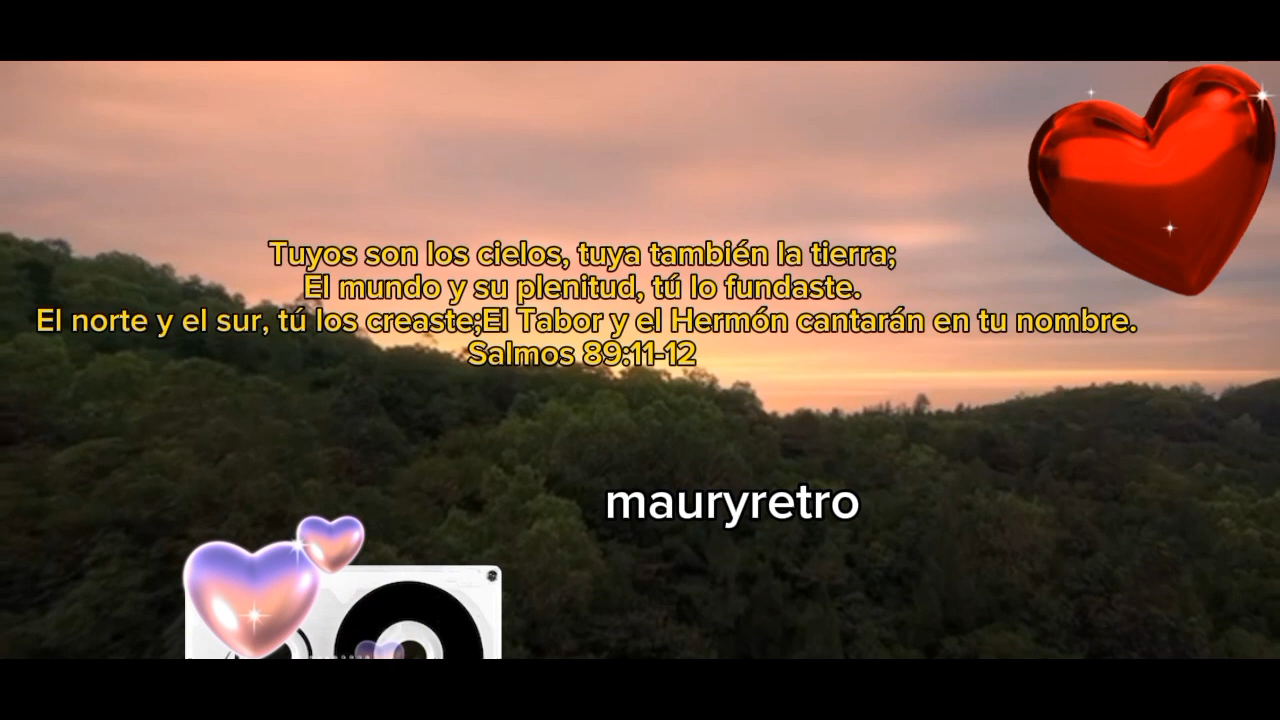 Tuyos son los cielos, tuya también la tierra;
El mundo y su plenitud, tú lo fundaste.
El norte y el sur, tú los creaste;El Tabor y el Hermón cantarán en tu nombre.
Salmos 89:11-12
mauryretro